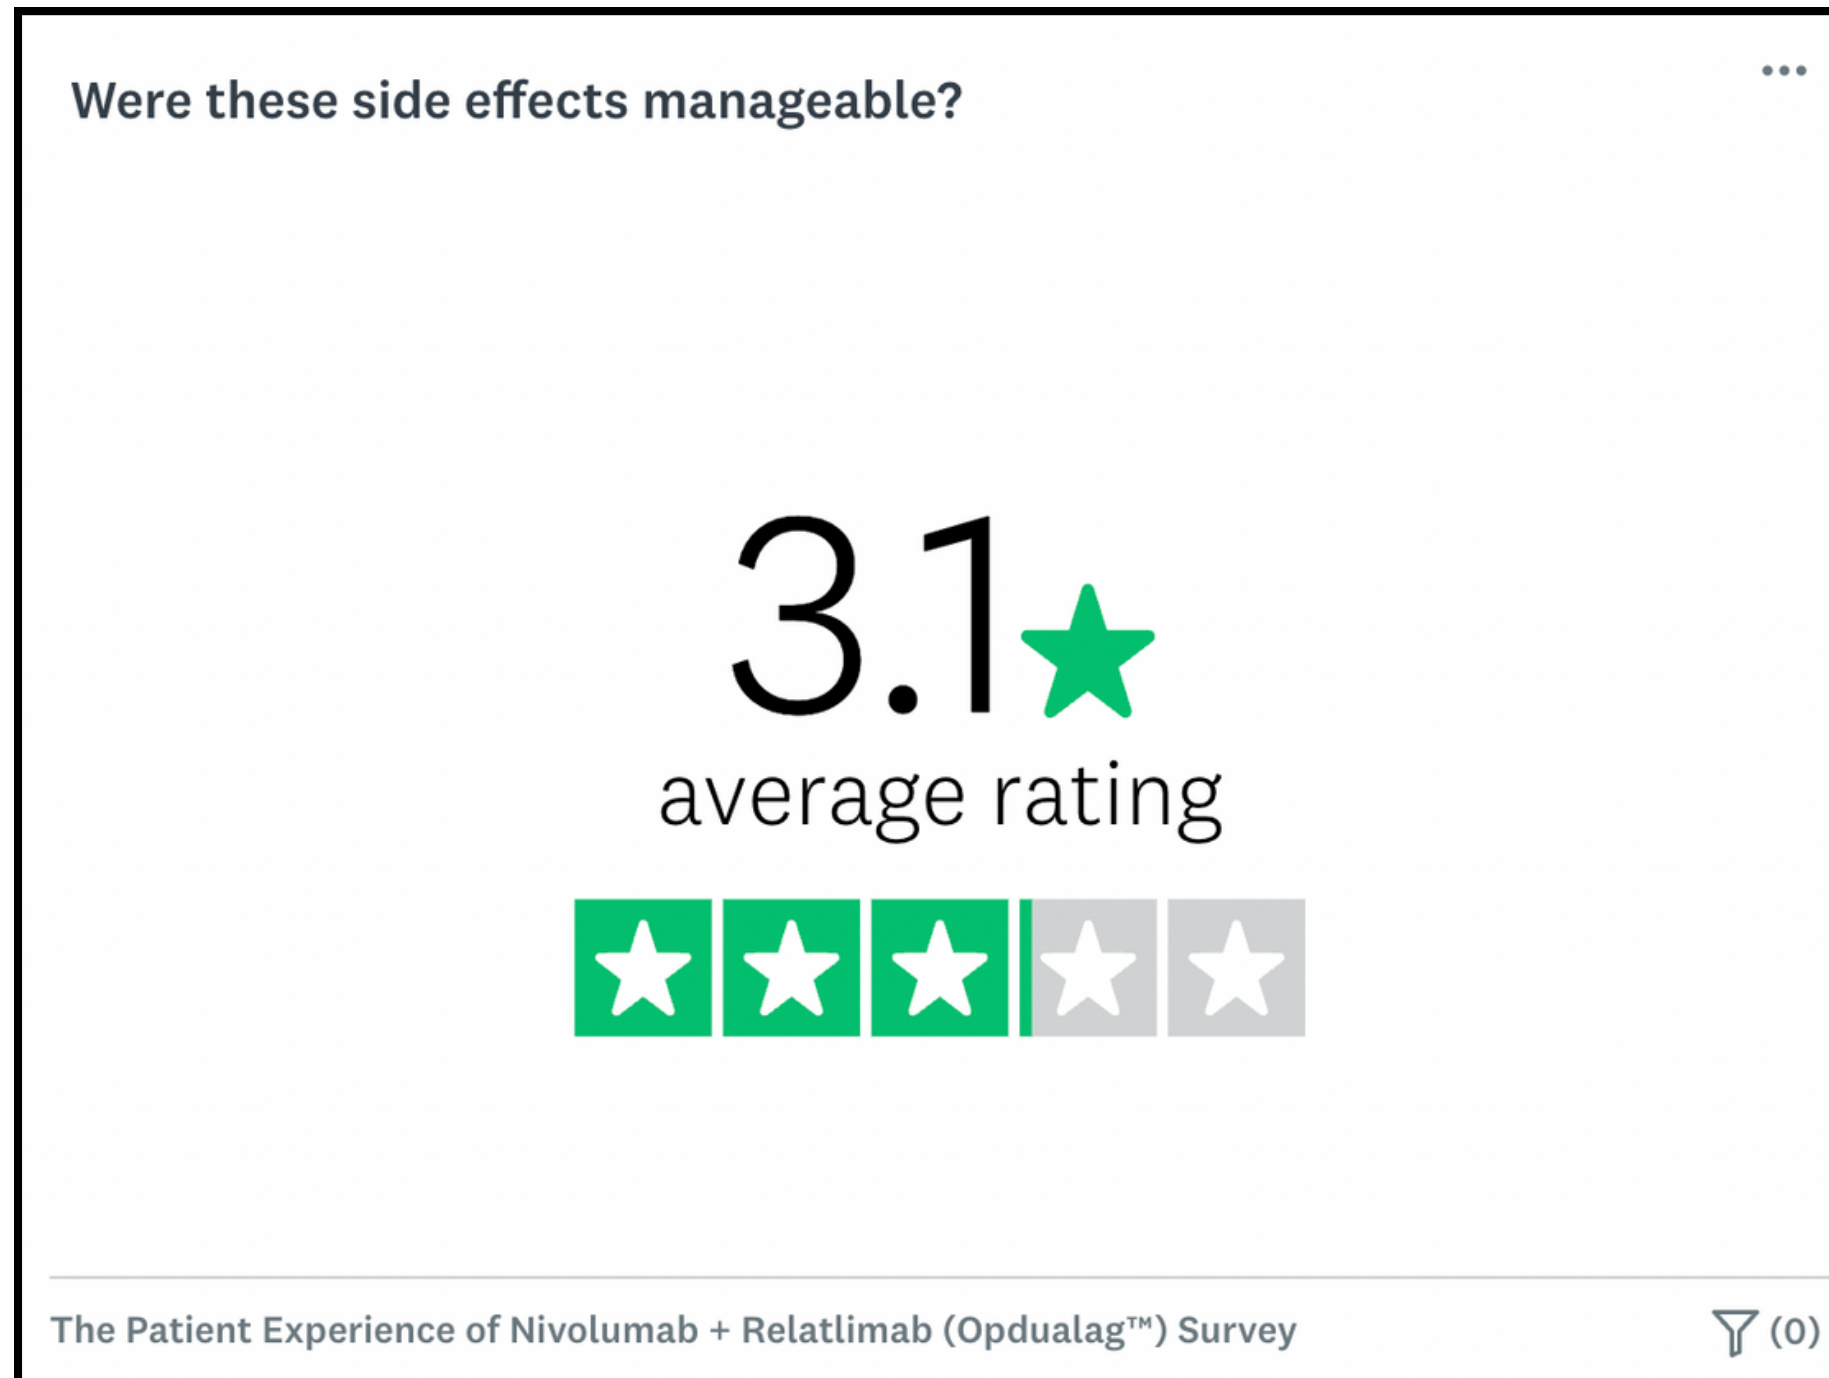 Were these side effects manageable?
3.1
average rating
The Patient Experience of Nivolumab + Relatlimab (Opdualag™) Survey
(0)